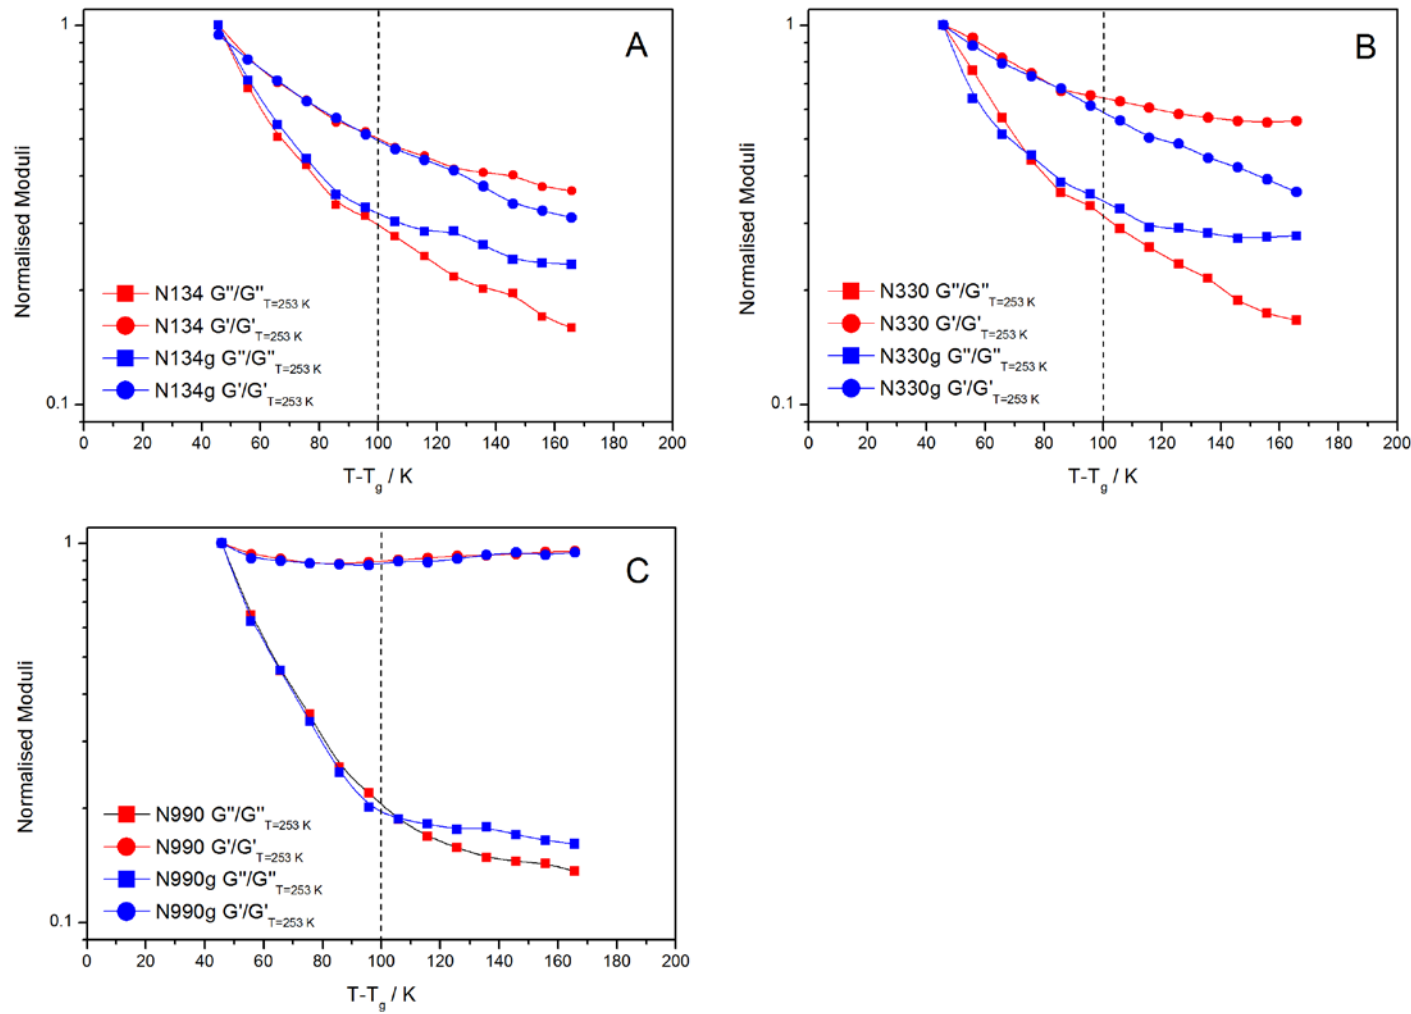 A
Normalised Moduli
1
0.1
N134 G''/G''T=253 K
N134 G'/G'T=253 K
N134g G''/G''T=253 K
N134g G'/G'T=253 K
0 20 40 60 80 100 120 140 160 180 200
T-Tg / K
B
Normalised Moduli
1
0.1
N330 G''/G''T=253 K
N330 G'/G'T=253 K
N330g G''/G''T=253 K
N330g G'/G'T=253 K
0 20 40 60 80 100 120 140 160 180 200
T-Tg / K
C
Normalised Moduli
1
0.1
N990 G''/G''T=253 K
N990 G'/G'T=253 K
N990g G''/G''T=253 K
N990g G'/G'T=253 K
0 20 40 60 80 100 120 140 160 180 200
T-Tg / K